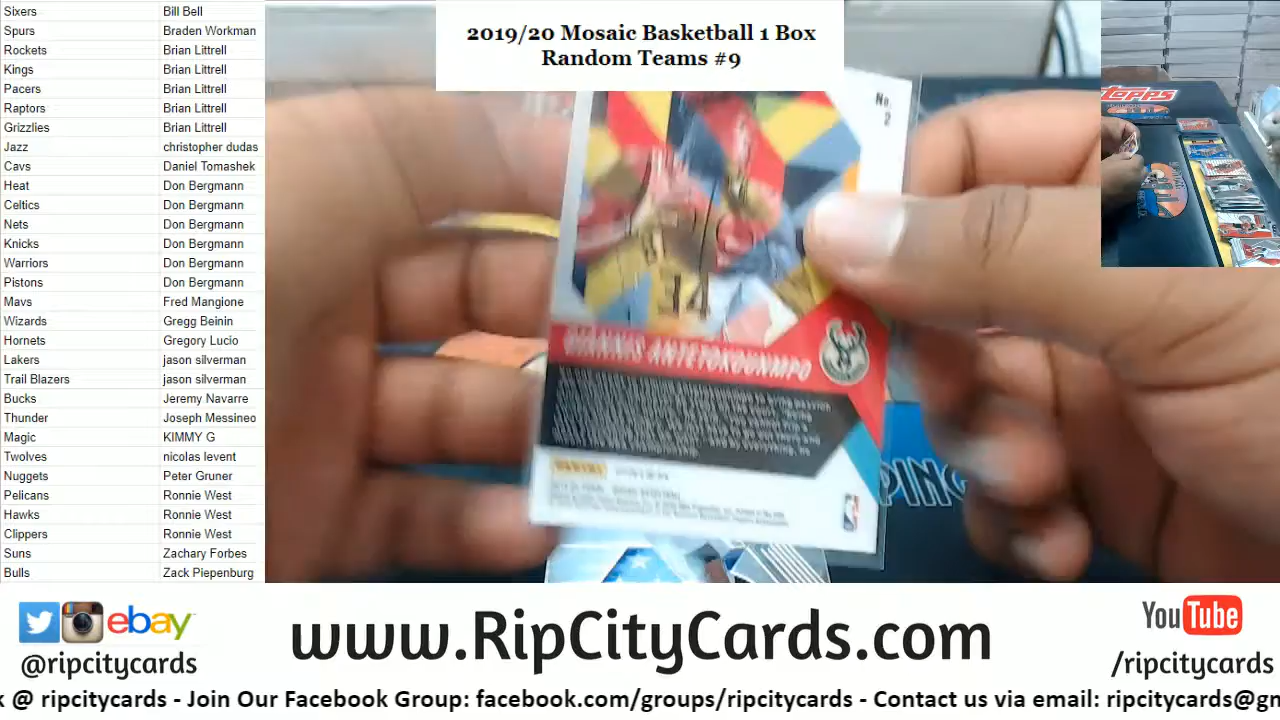 2019/20 Mosaic Basketball 1 Box
Random Teams #9
Sixers Bill Bell
Spurs Braden Workman
Rockets Brian Littrell
Kings Brian Littrell
Pacers Brian Littrell
Raptors Brian Littrell
Grizzlies Brian Littrell
Jazz christopher dudas
Cavs Daniel Tomashek
Heat Don Bergmann
Celtics Don Bergmann
Nets Don Bergmann
Knicks Don Bergmann
Warriors Don Bergmann
Pistons Don Bergmann
Mavs Fred Mangione
Wizards Gregg Beinin
Hornets Gregory Lucio
Lakers jason silverman
Trail Blazers jason silverman
Bucks Jeremy Navarre
Thunder Joseph Messineo
Magic KIMMY G
Twolves nicolas levent
Nuggets Peter Gruner
Pelicans Ronnie West
Hawks Ronnie West
Clippers Ronnie West
Suns Zachary Forbes
Bulls Zack Piepenburg
No.
2
GIANNIS ANTETOKOUNMPO
PANINI
PING
Topps
ebay
@ripcitycards
www.RipCityCards.com
YouTube
/ripcitycards
k @ ripcitycards - Join Our Facebook Group: facebook.com/groups/ripcitycards - Contact us via email: ripcitycards@gm